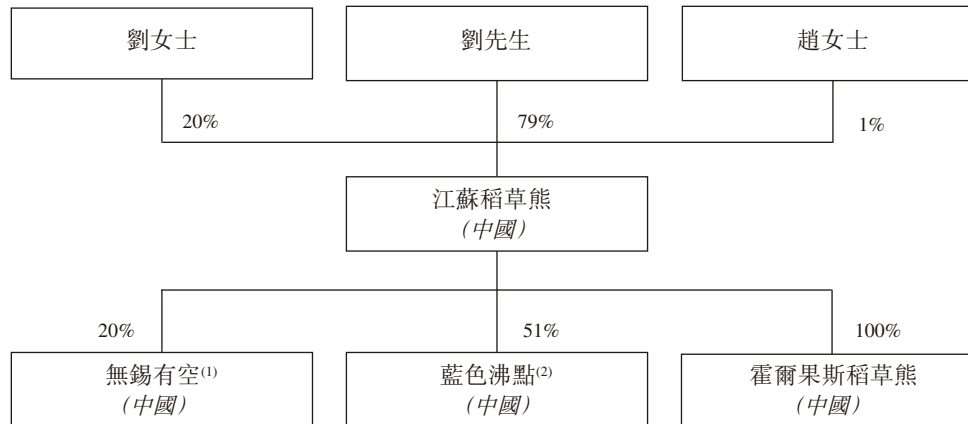 劉女士
劉先生
趙女士
20%
79%
1%
江蘇稻草熊
(中國)
20%
51%
100%
無錫有空(1)
(中國)
藍色沸點(2)
(中國)
霍爾果斯稻草熊
(中國)